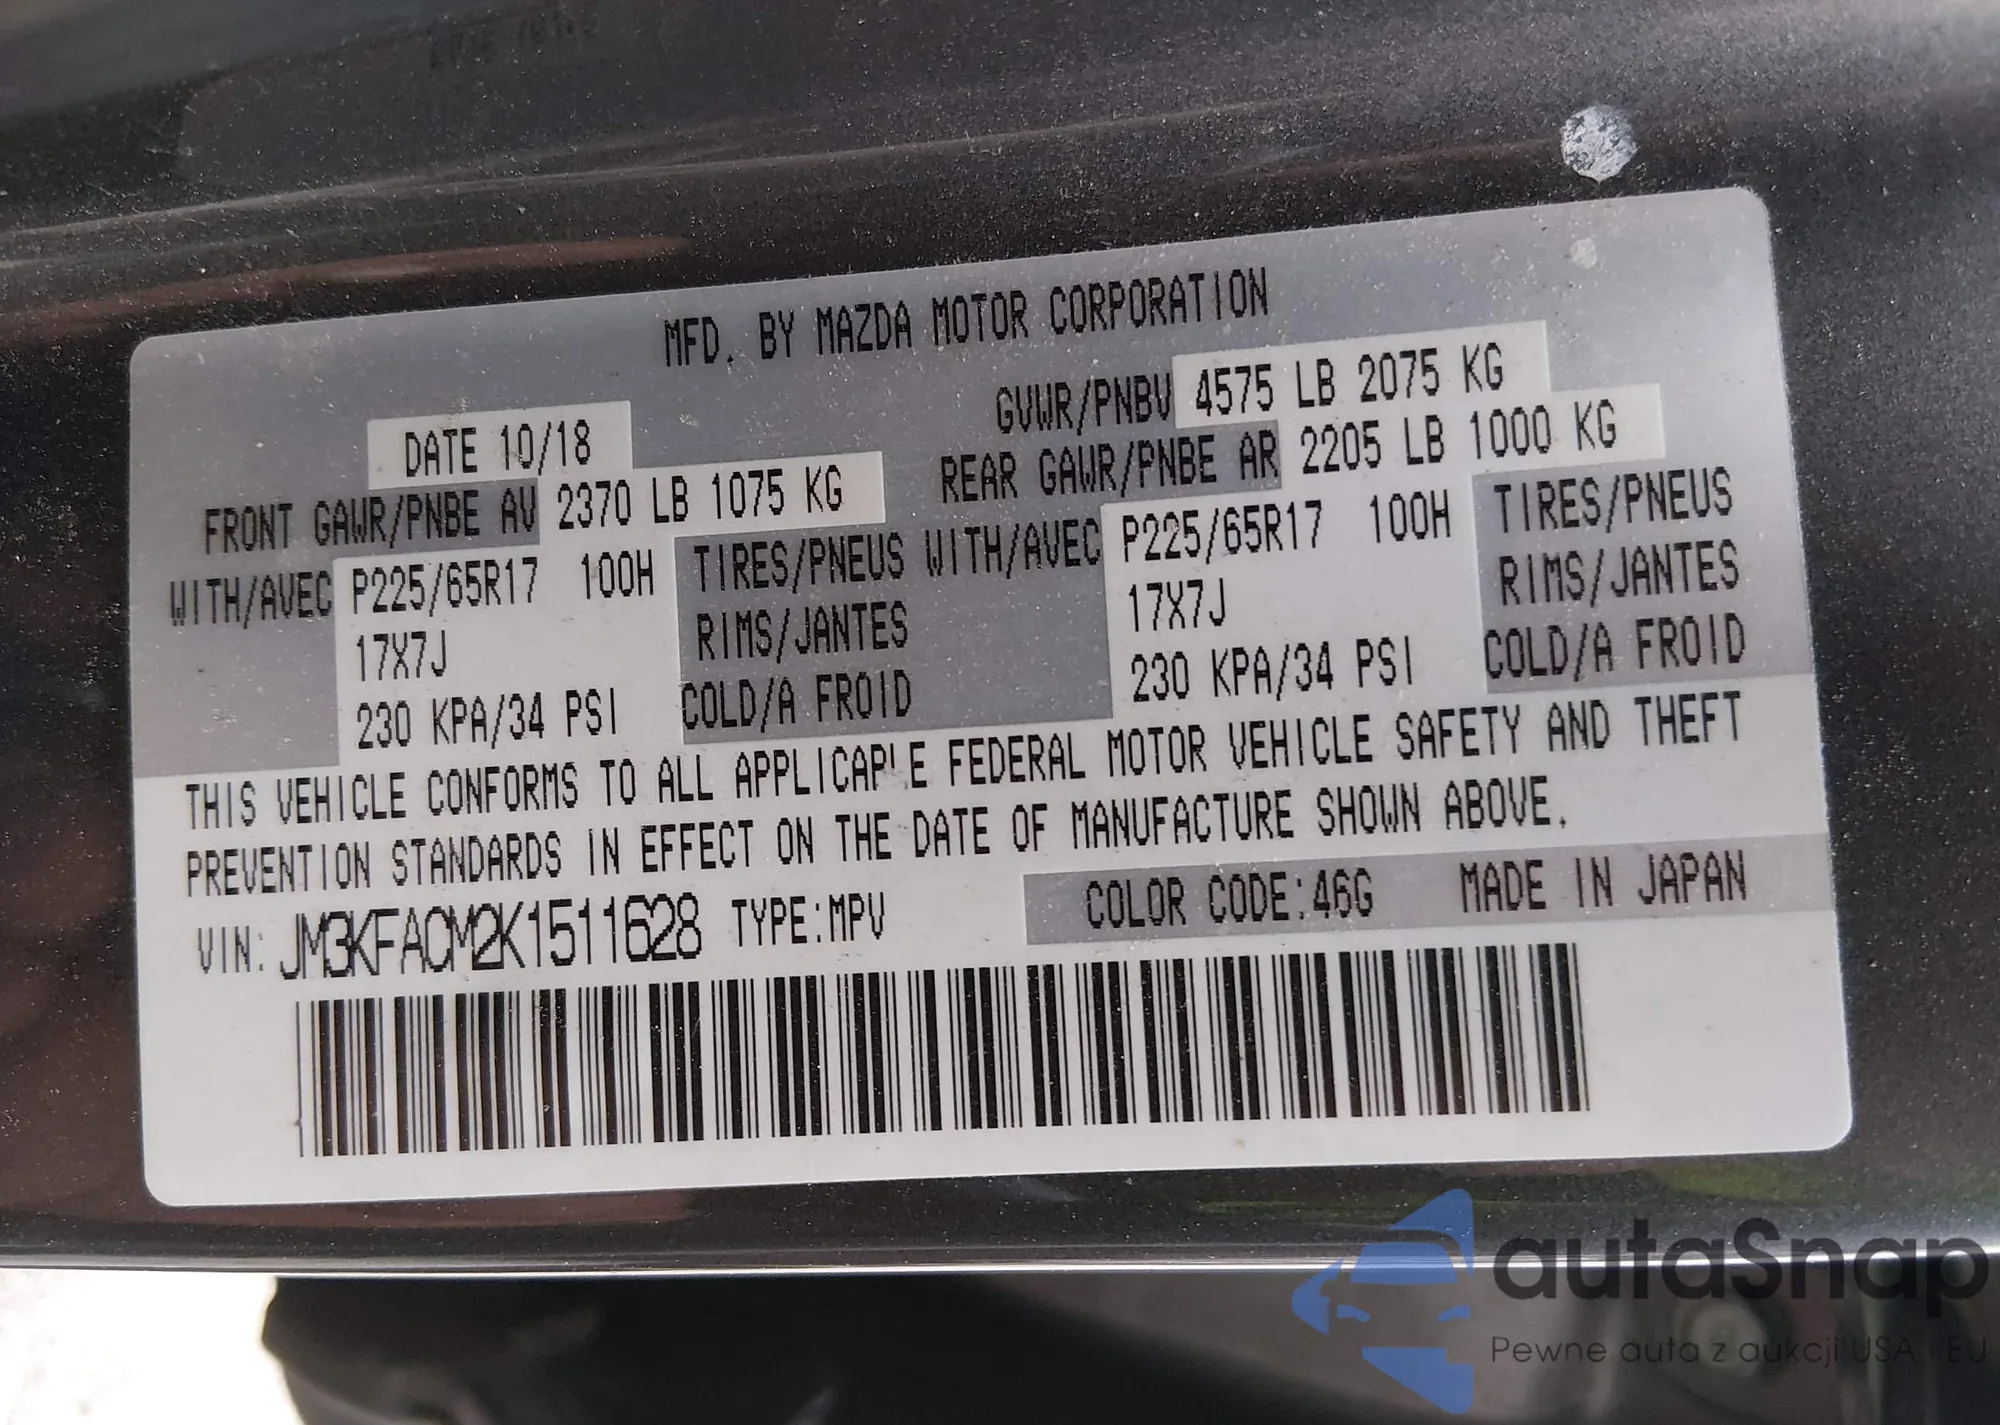 MFD. BY MAZDA MOTOR CORPORATION
DATE 10/18 GVWR/PNBV 4575 LB 2075 KG
FRONT GAWR/PNBE AV 2370 LB 1075 KG REAR GAWR/PNBE AR 2205 LB 1000 KG
WITH/AVEC P225/65R17 100H TIRES/PNEUS WITH/AVEC P225/65R17 100H TIRES/PNEUS
17X7J RIMS/JANTES 17X7J RIMS/JANTES
230 KPA/34 PSI COLD/A FROID 230 KPA/34 PSI COLD/A FROID
THIS VEHICLE CONFORMS TO ALL APPLICABLE FEDERAL MOTOR VEHICLE SAFETY AND THEFT
PREVENTION STANDARDS IN EFFECT ON THE DATE OF MANUFACTURE SHOWN ABOVE.
VIN: JM3KFACM2K1511628 TYPE:MPV COLOR CODE:46G MADE IN JAPAN
autaSnap
Pewne auta z aukcji USA i EU